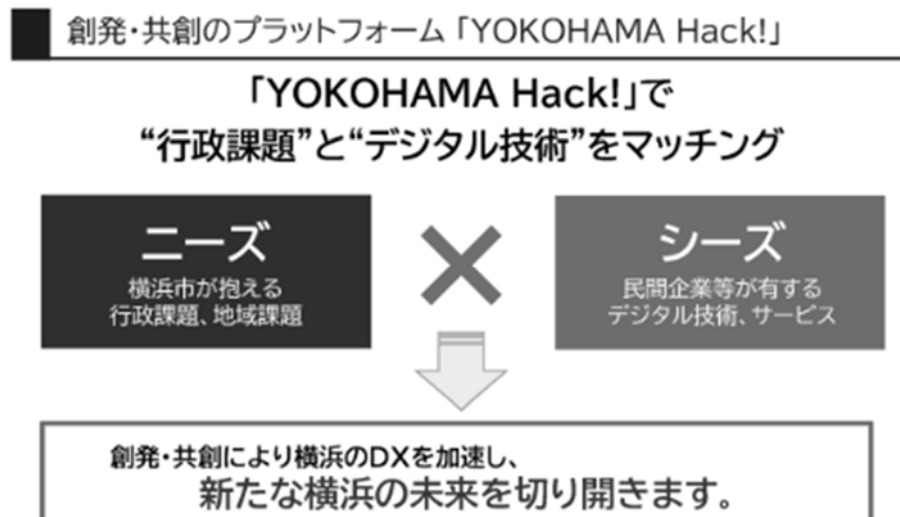 創発・共創のプラットフォーム「YOKOHAMA Hack!」
「YOKOHAMA Hack!」で
“行政課題”と“デジタル技術”をマッチング
ニーズ
横浜市が抱える
行政課題、地域課題
シーズ
民間企業等が有する
デジタル技術、サービス
創発・共創により横浜のDXを加速し、
新たな横浜の未来を切り開きます。